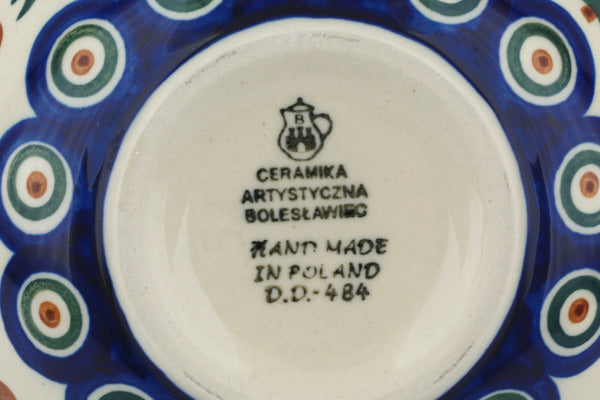 B
CERAMIKA
ARTYSTYCZNA
BOLESŁAWIEC
HAND MADE
IN POLAND
D.D.-484